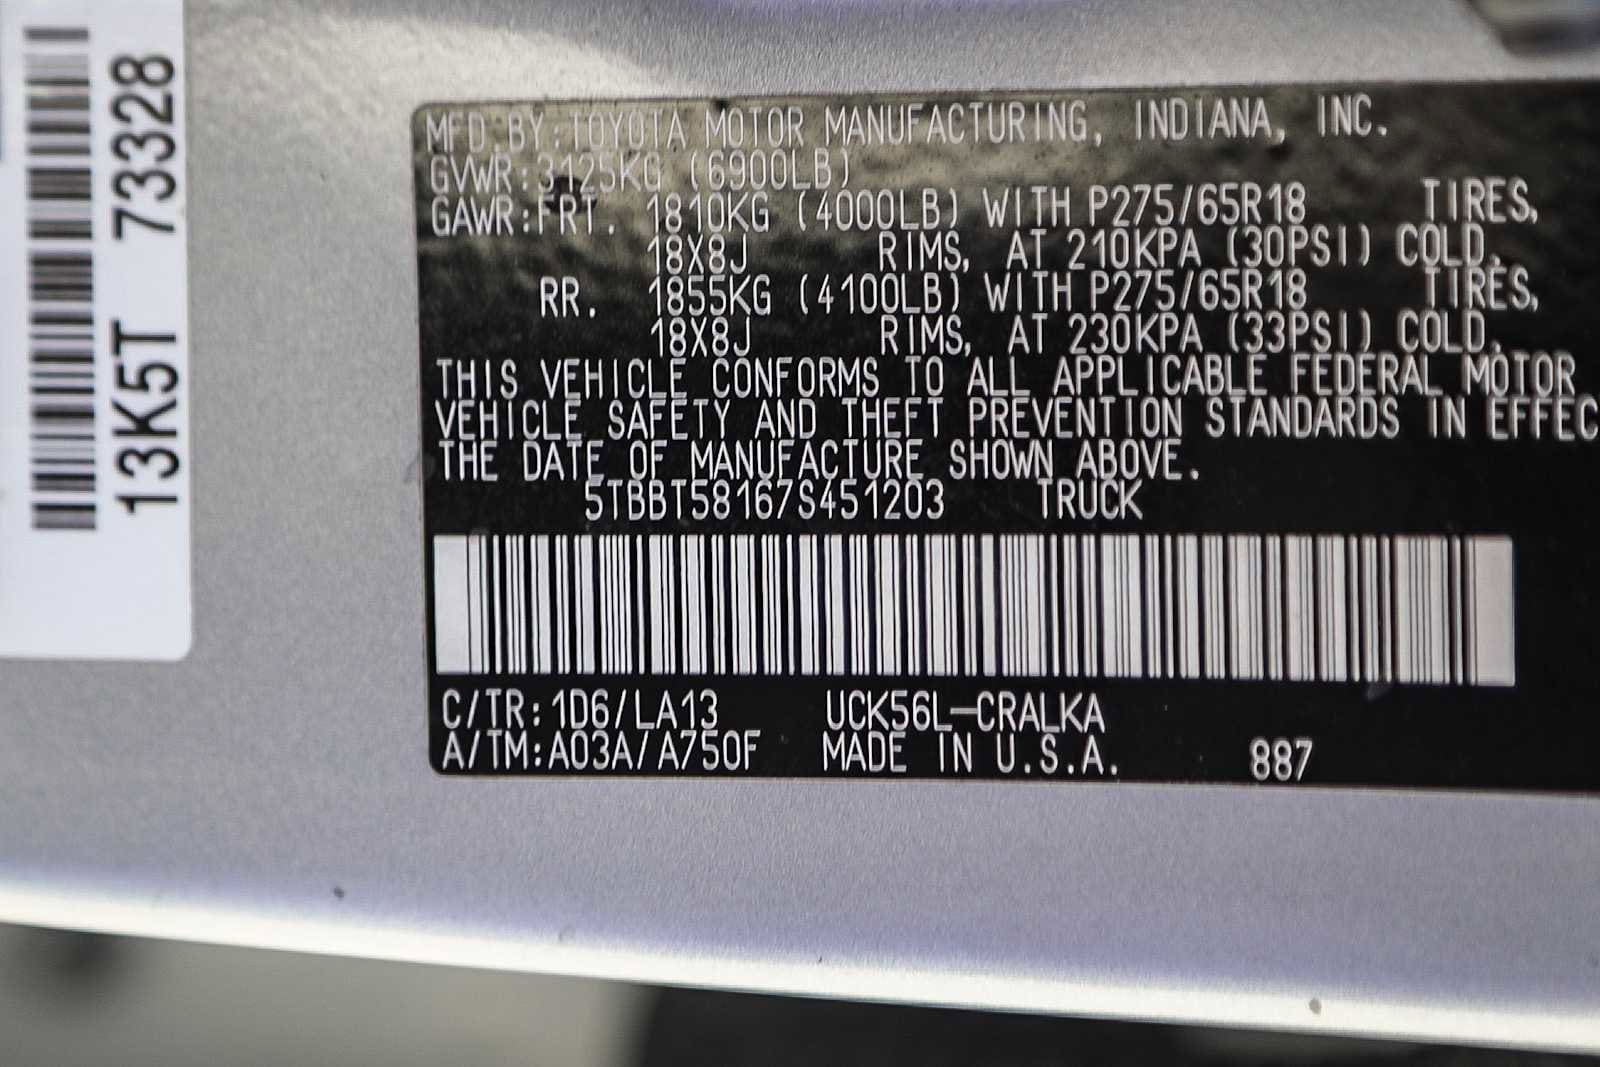 13K5T 73328
MFD.BY:TOYOTA MOTOR MANUFACTURING, INDIANA, INC.
GVWR:3125KG (6900LB)
GAWR:FRT. 1810KG (4000LB) WITH P275/65R18 TIRES,
18X8J RIMS, AT 210KPA (30PSI) COLD.
RR. 1855KG (4100LB) WITH P275/65R18 TIRES,
18X8J RIMS, AT 230KPA (33PSI) COLD.
THIS VEHICLE CONFORMS TO ALL APPLICABLE FEDERAL MOTOR
VEHICLE SAFETY AND THEFT PREVENTION STANDARDS IN EFFEC
THE DATE OF MANUFACTURE SHOWN ABOVE.
5TBBT58167S451203 TRUCK
C/TR:1D6/LA13 UCK56L-CRALKA
A/TM:A03A/A750F MADE IN U.S.A. 887